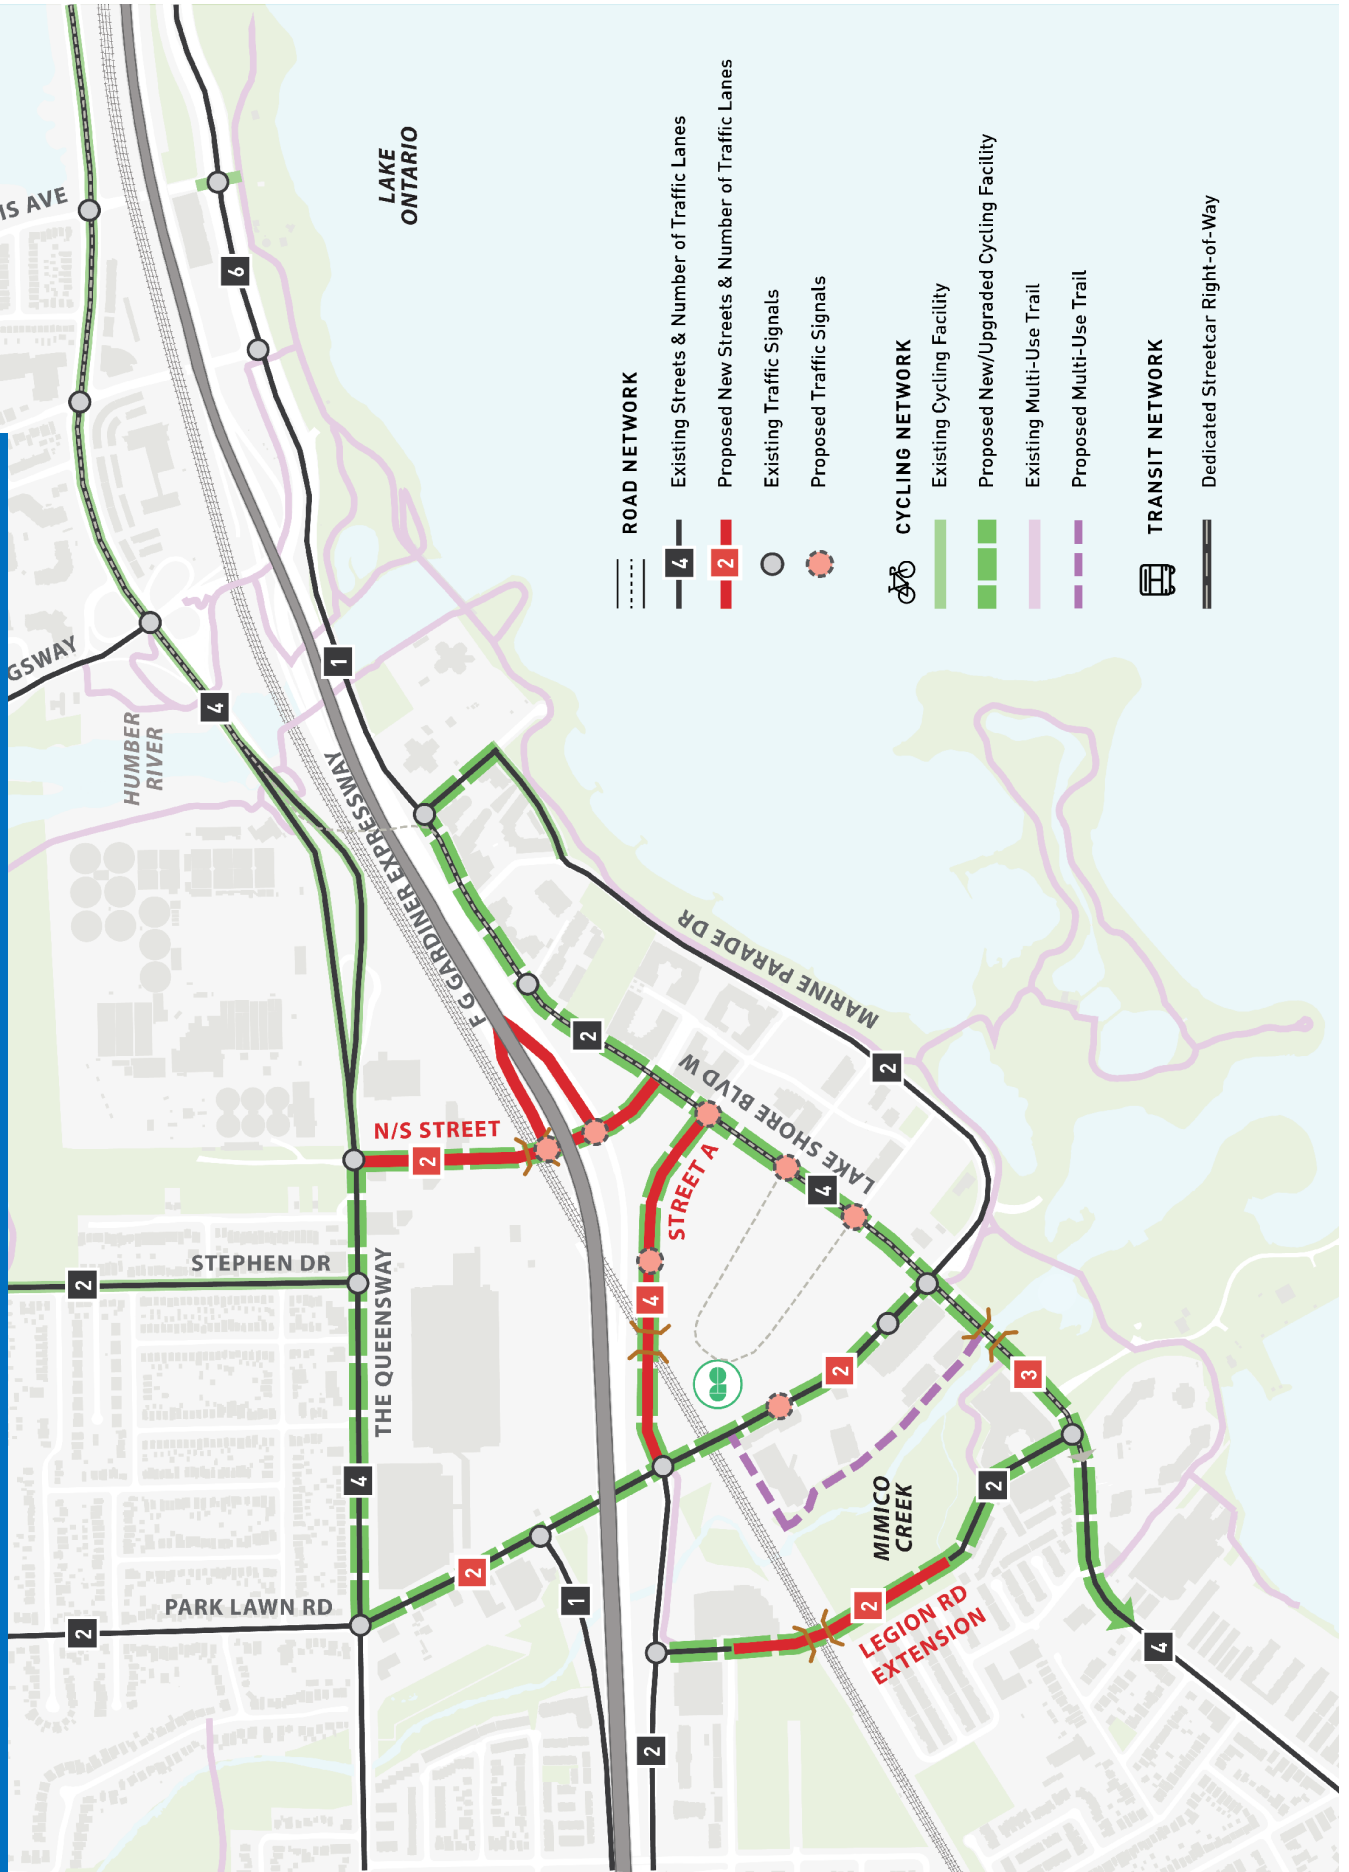 IS AVE
LAKE
ONTARIO
6
GSWAY
HUMBER
RIVER
4
1
F G GARDINER EXPRESSWAY
N/S STREET
2
STEPHEN DR
2
THE QUEENSWAY
4
PARK LAWN RD
2
2
1
2
STREET A
4
LAKE SHORE BLVD W
2
4
MARINE PARADE DR
2
2
3
MIMICO
CREEK
2
2
LEGION RD
EXTENSION
4
ROAD NETWORK
4
Existing Streets & Number of Traffic Lanes
2
Proposed New Streets & Number of Traffic Lanes
Existing Traffic Signals
Proposed Traffic Signals
CYCLING NETWORK
Existing Cycling Facility
Proposed New/Upgraded Cycling Facility
Existing Multi-Use Trail
Proposed Multi-Use Trail
TRANSIT NETWORK
Dedicated Streetcar Right-of-Way